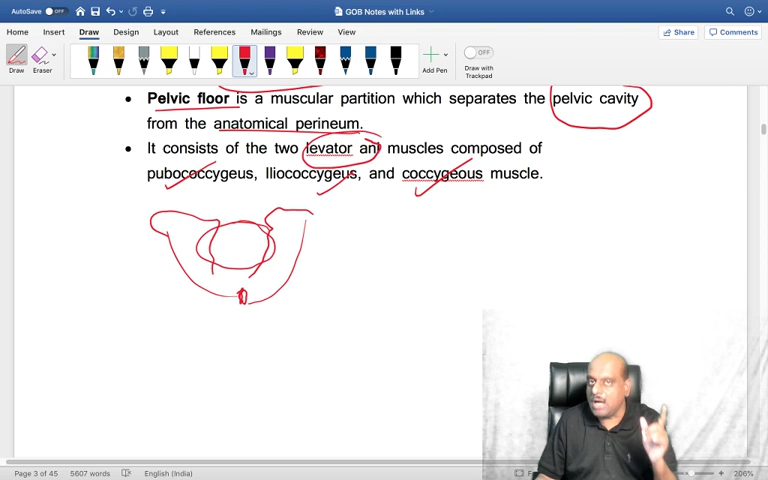 AutoSave OFF
GOB Notes with Links
Home Insert Draw Design Layout References Mailings Review View Share Comments
Draw Eraser Add Pen OFF Draw with Trackpad
• Pelvic floor is a muscular partition which separates the pelvic cavity
from the anatomical perineum.
• It consists of the two levator ani muscles composed of
pubococcygeus, Iliococcygeus, and coccygeous muscle.
Page 3 of 45 5607 words English (India) 206%